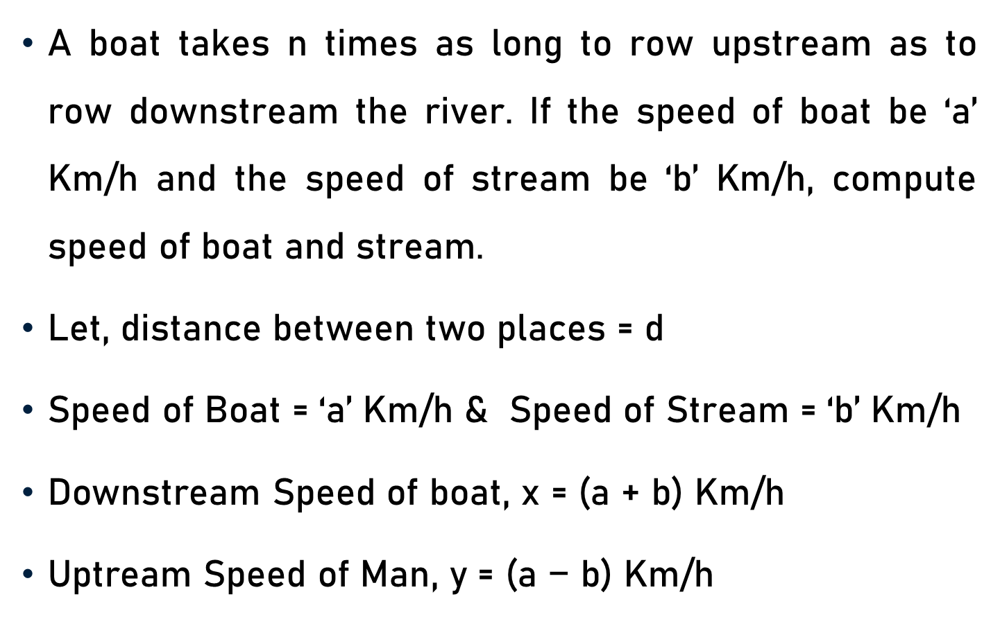 • A boat takes n times as long to row upstream as to
row downstream the river. If the speed of boat be ‘a’
Km/h and the speed of stream be ‘b’ Km/h, compute
speed of boat and stream.
• Let, distance between two places = d
• Speed of Boat = ‘a’ Km/h & Speed of Stream = ‘b’ Km/h
• Downstream Speed of boat, x = (a + b) Km/h
• Uptream Speed of Man, y = (a – b) Km/h